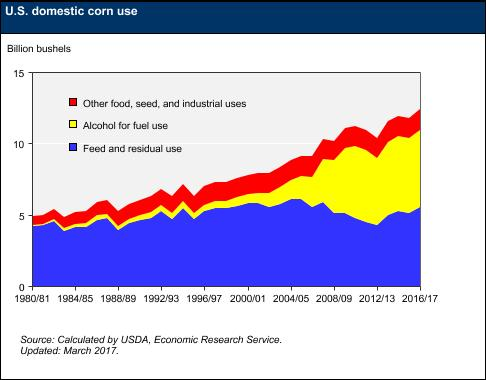 U.S. domestic corn use
Billion bushels
15
10
5
0
Other food, seed, and industrial uses
Alcohol for fuel use
Feed and residual use
1980/81 1984/85 1988/89 1992/93 1996/97 2000/01 2004/05 2008/09 2012/13 2016/17
Source: Calculated by USDA, Economic Research Service.
Updated: March 2017.